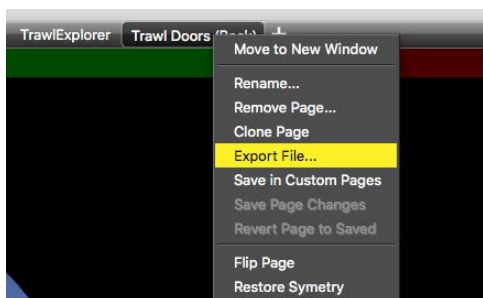 TrawlExplorer
Trawl Doors
Move to New Window
Rename...
Remove Page...
Clone Page
Export File...
Save in Custom Pages
Save Page Changes
Revert Page to Saved
Flip Page
Restore Symetry